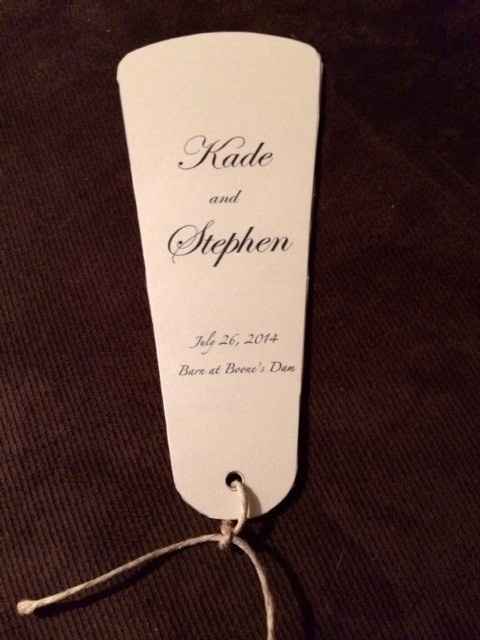 Kade
and
Stephen
July 26, 2014
Barn at Boone's Dam